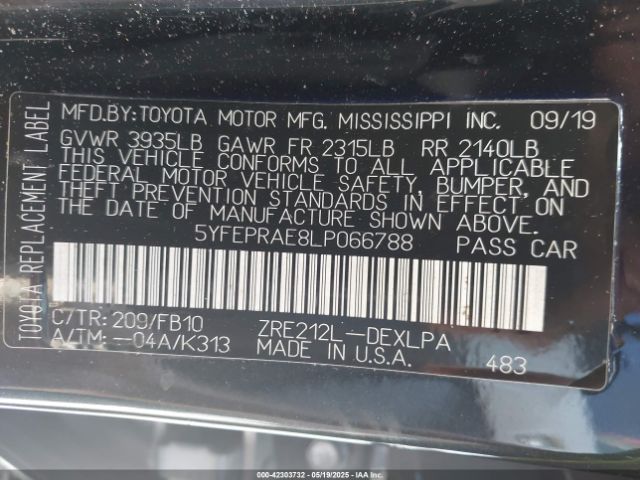 TOYOTA REPLACEMENT LABEL
MFD.BY:TOYOTA MOTOR MFG. MISSISSIPPI INC. 09/19
GVWR 3935LB GAWR FR 2315LB RR 2140LB
THIS VEHICLE CONFORMS TO ALL APPLICABLE
FEDERAL MOTOR VEHICLE SAFETY, BUMPER, AND
THEFT PREVENTION STANDARDS IN EFFECT ON
THE DATE OF MANUFACTURE SHOWN ABOVE.
5YFEPRAE8LP066788 PASS CAR
C/TR: 209/FB10 ZRE212L-DEXLPA
A/TM: -04A/K313 MADE IN U.S.A. 483
000-42303732 - 05/19/2025 - IAAI.COM